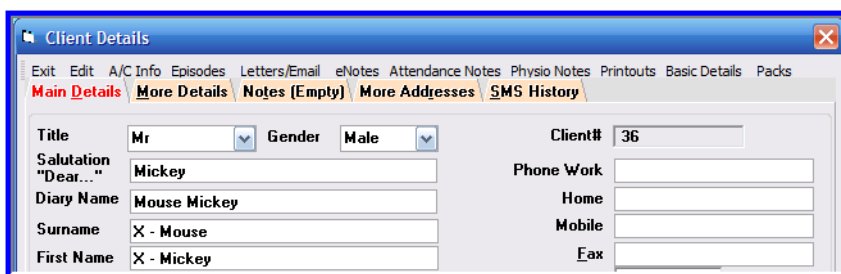 Client Details
Exit Edit A/C Info Episodes Letters/Email eNotes Attendance Notes Physio Notes Printouts Basic Details Packs
Main Details More Details Notes (Empty) More Addresses SMS History
Title Mr Gender Male Client# 36
Salutation
"Dear..." Mickey Phone Work
Diary Name Mouse Mickey Home
Surname X - Mouse Mobile
First Name X - Mickey Fax